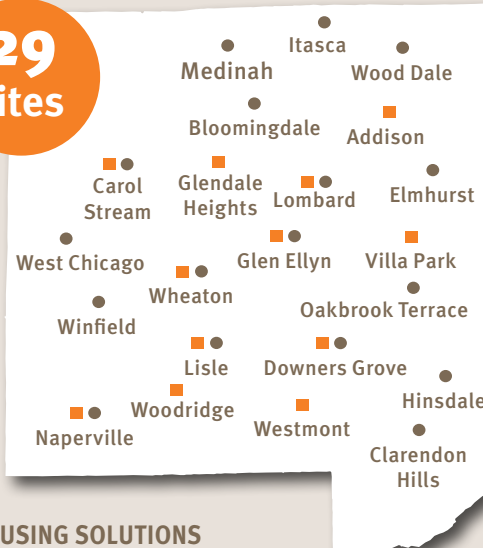 29
ites
Itasca
Medinah
Wood Dale
Bloomingdale
Addison
Carol
Stream
Glendale
Heights
Lombard
Elmhurst
West Chicago
Glen Ellyn
Villa Park
Wheaton
Oakbrook Terrace
Winfield
Lisle
Downers Grove
Woodridge
Hinsdale
Naperville
Westmont
Clarendon
Hills
USING SOLUTIONS